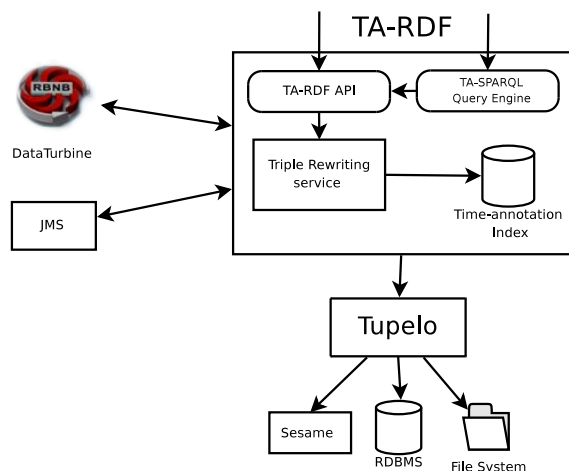 TA-RDF
RBNB
DataTurbine
JMS
TA-RDF API
TA-SPARQL
Query Engine
Triple Rewriting
service
Time-annotation
Index
Tupelo
Sesame
RDBMS
File System